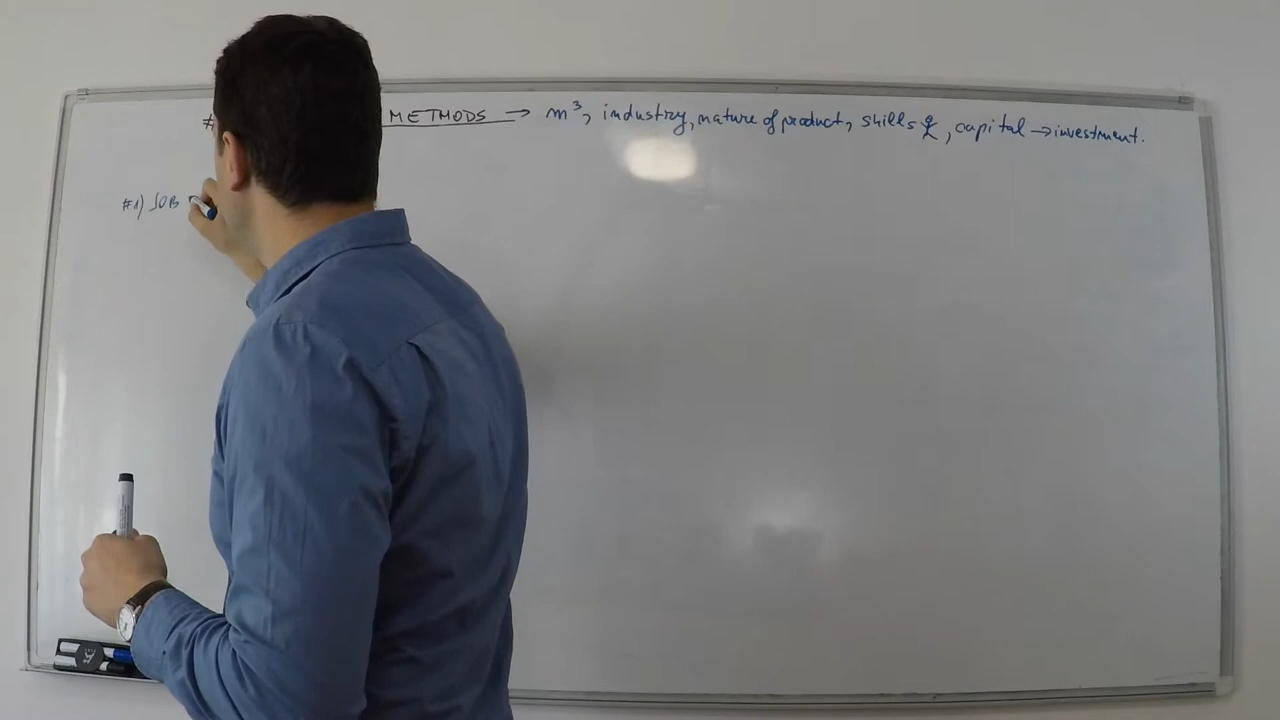 # METHODS → m³, industry, nature of product, skills, capital → investment.
#1) JOB